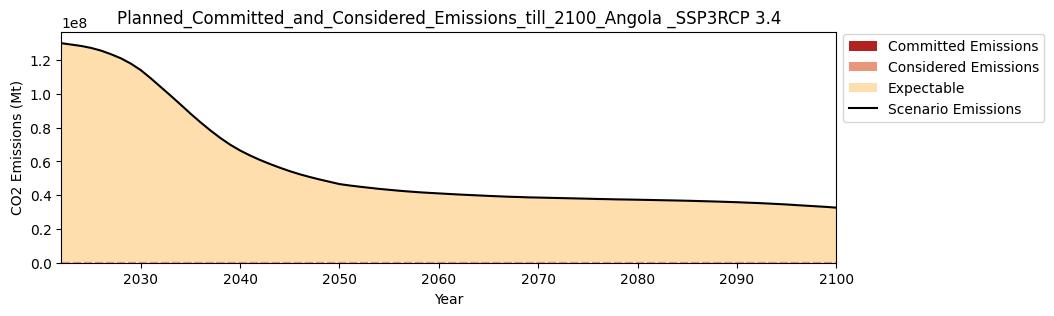 Planned_Committed_and_Considered_Emissions_till_2100_Angola _SSP3RCP 3.4
1e8
1.2
1.0
0.8
0.6
0.4
0.2
0.0
CO2 Emissions (Mt)
2030 2040 2050 2060 2070 2080 2090 2100
Year
Committed Emissions
Considered Emissions
Expectable
Scenario Emissions